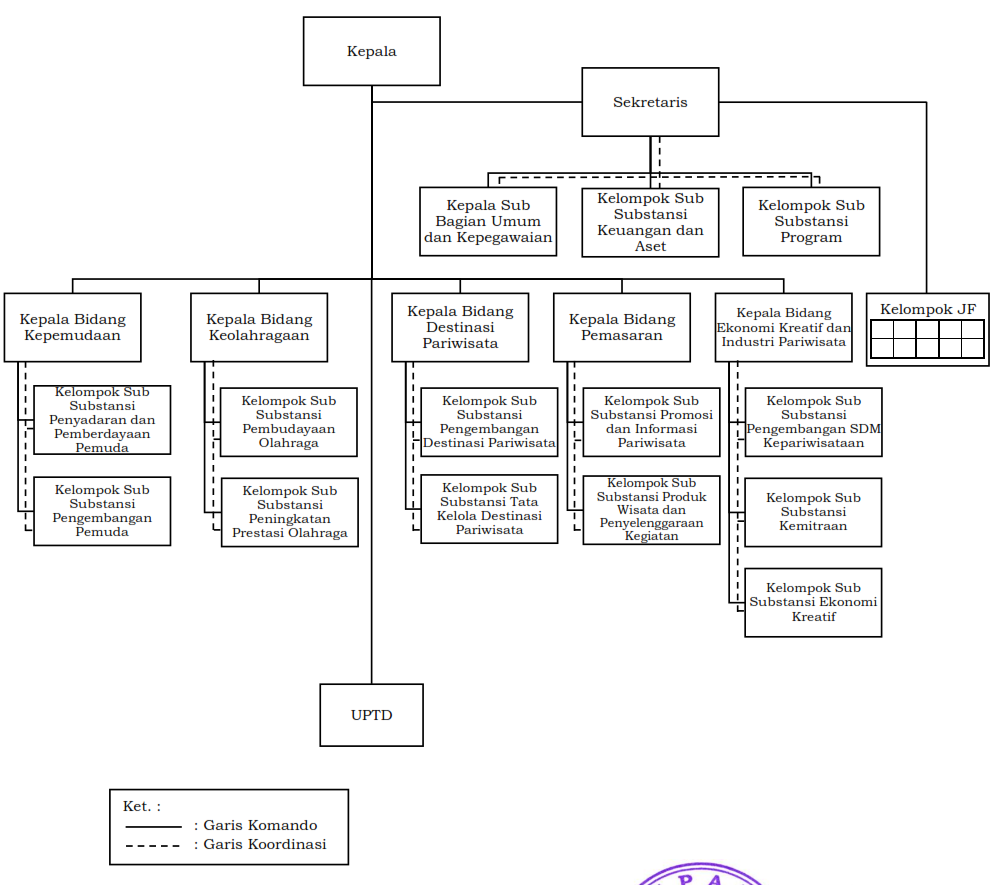 Kepala
Sekretaris
Kepala Sub
Bagian Umum
dan Kepegawaian
Kelompok Sub
Substansi
Keuangan dan
Aset
Kelompok Sub
Substansi
Program
Kepala Bidang
Kepemudaan
Kepala Bidang
Keolahragaan
Kepala Bidang
Destinasi
Pariwisata
Kepala Bidang
Pemasaran
Kepala Bidang
Ekonomi Kreatif dan
Industri Pariwisata
Kelompok JF
Kelompok Sub
Substansi
Penyadaran dan
Pemberdayaan
Pemuda
Kelompok Sub
Substansi
Pembudayaan
Olahraga
Kelompok Sub
Substansi
Pengembangan
Destinasi Pariwisata
Kelompok Sub
Substansi Promosi
dan Informasi
Pariwisata
Kelompok Sub
Substansi
Pengembangan SDM
Kepariwisataan
Kelompok Sub
Substansi
Pengembangan
Pemuda
Kelompok Sub
Substansi
Peningkatan
Prestasi Olahraga
Kelompok Sub
Substansi Tata
Kelola Destinasi
Pariwisata
Kelompok Sub
Substansi Produk
Wisata dan
Penyelenggaraan
Kegiatan
Kelompok Sub
Substansi
Kemitraan
Kelompok Sub
Substansi Ekonomi
Kreatif
UPTD
Ket. :
: Garis Komando
: Garis Koordinasi